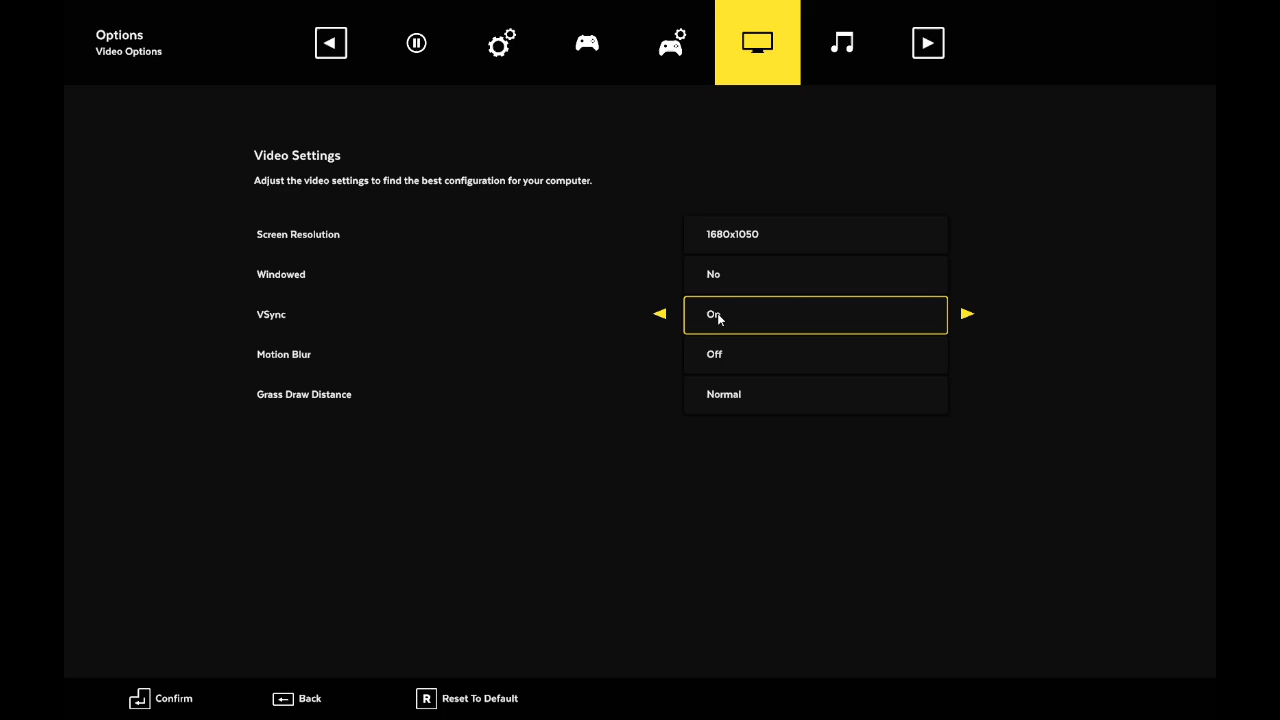 Options
Video Options
Video Settings
Adjust the video settings to find the best configuration for your computer.
Screen Resolution 1680x1050
Windowed No
VSync On
Motion Blur Off
Grass Draw Distance Normal
Confirm Back R Reset To Default